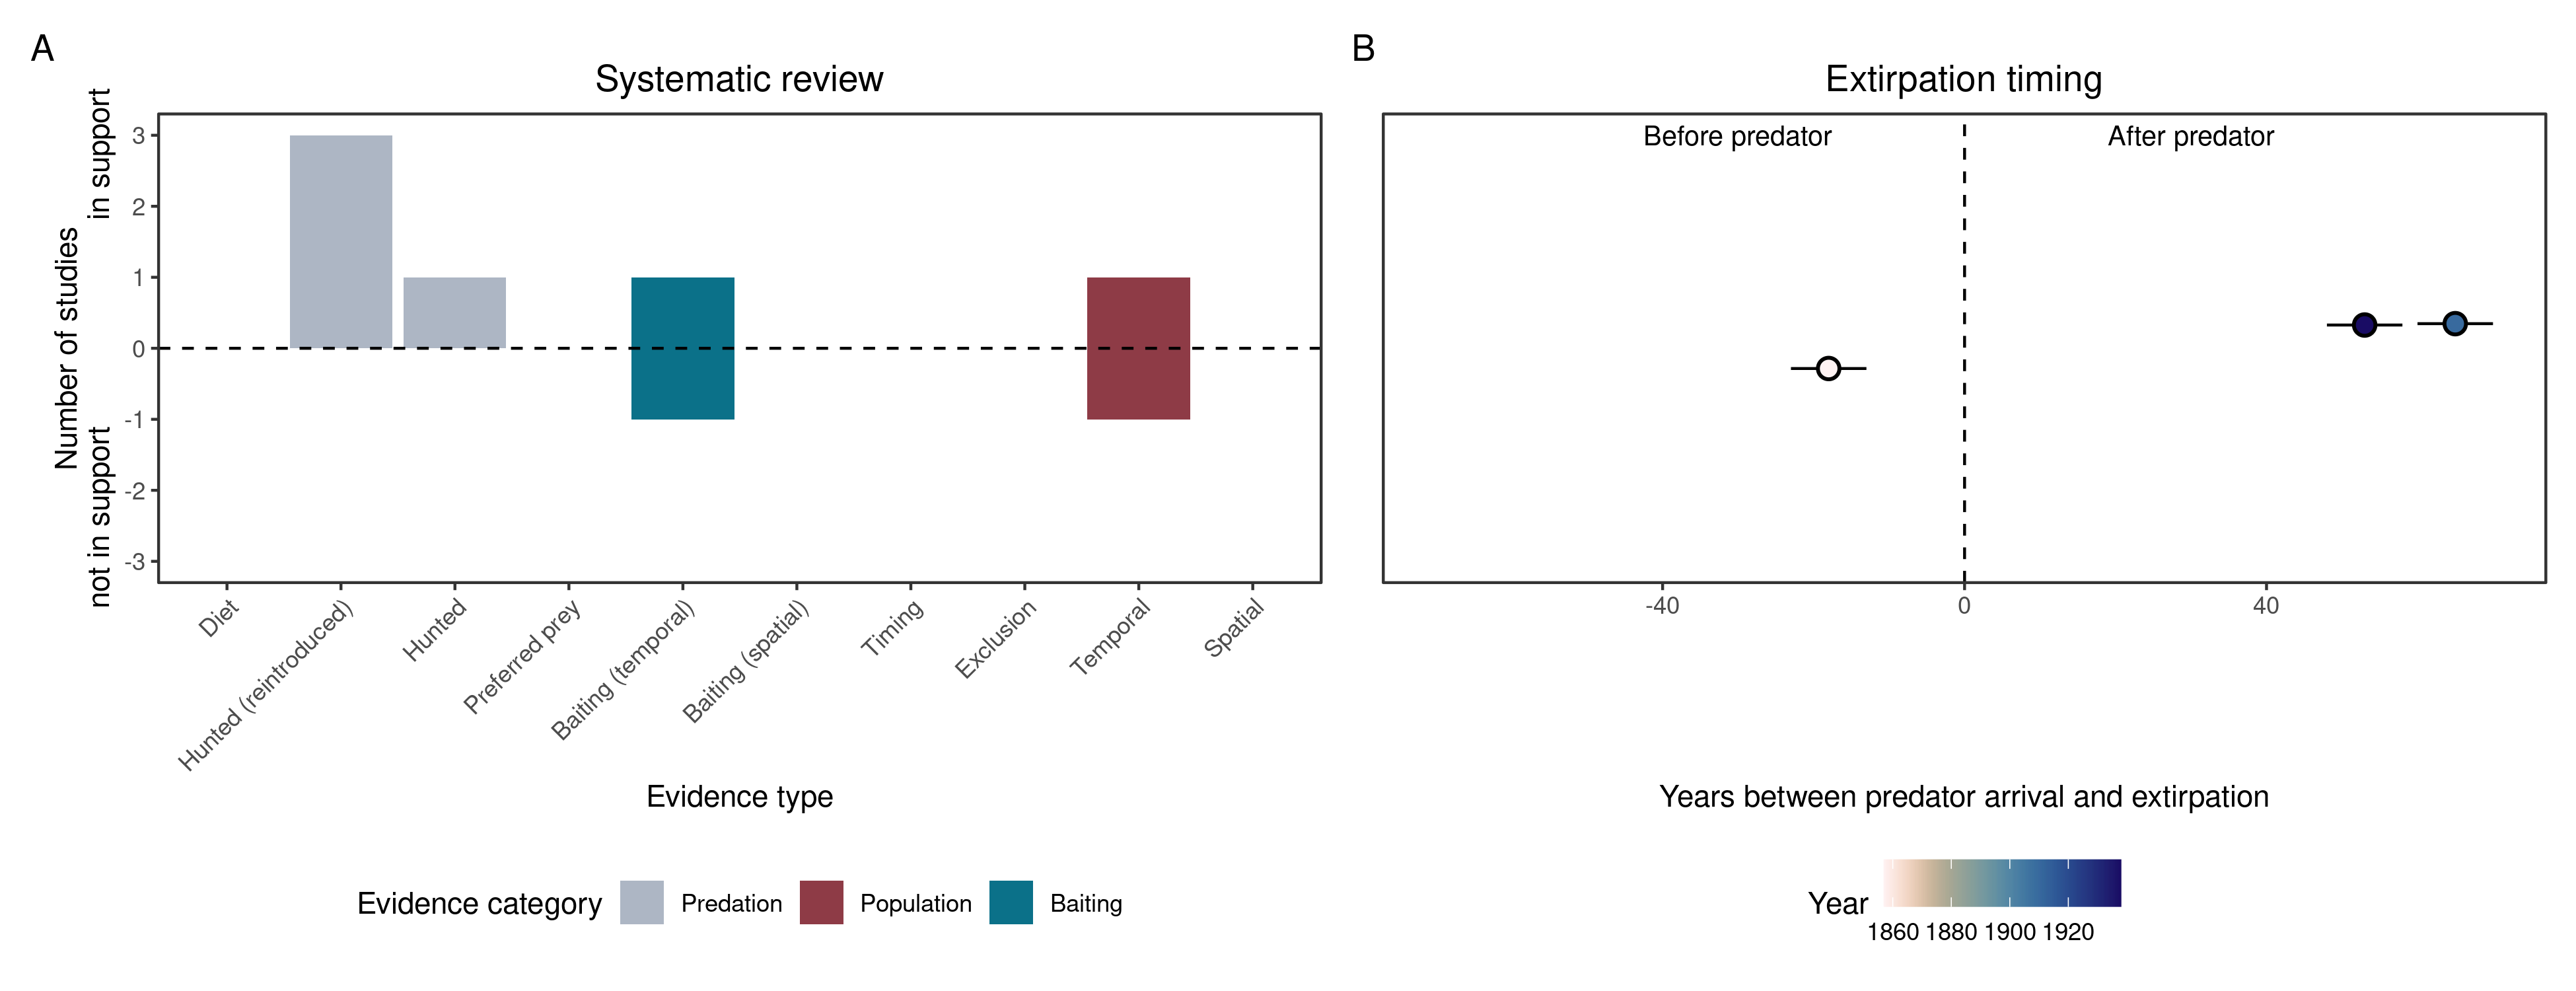 A
Systematic review
Number of studies
in support
not in support
3
2
1
0
-1
-2
-3
Diet
Hunted (reintroduced)
Hunted
Preferred prey
Baiting (temporal)
Baiting (spatial)
Timing
Exclusion
Temporal
Spatial
Evidence type
Evidence category
Predation
Population
Baiting
B
Extirpation timing
Before predator
After predator
-40
0
40
Years between predator arrival and extirpation
Year
1860 1880 1900 1920